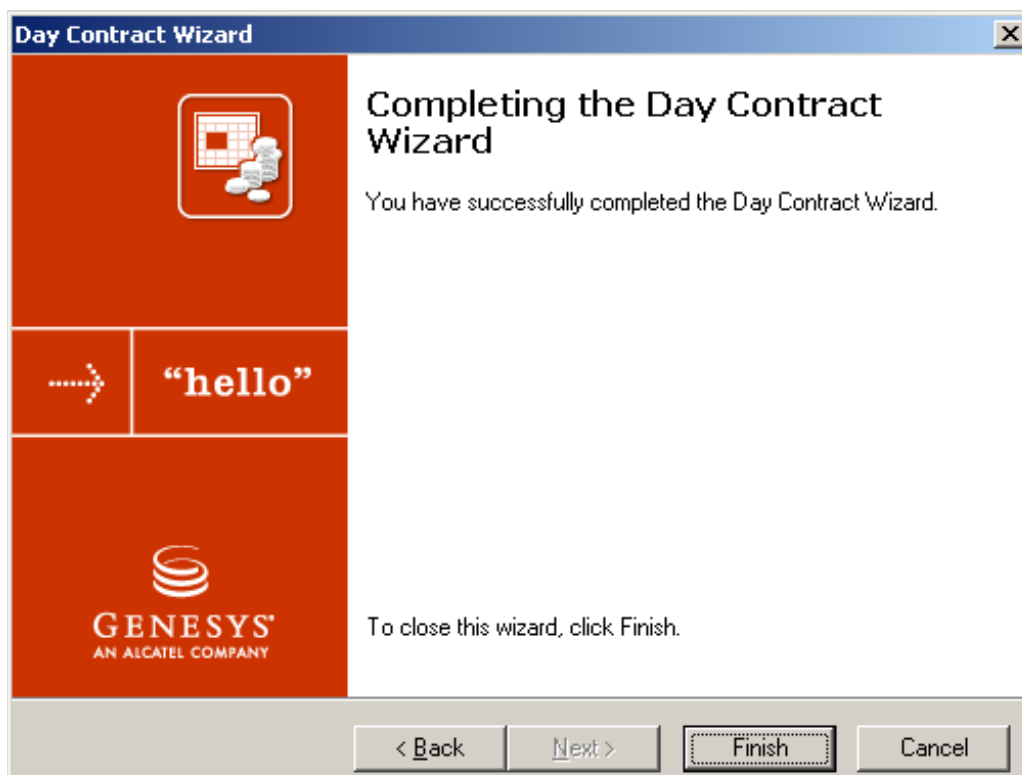 Day Contract Wizard
Completing the Day Contract
Wizard
You have successfully completed the Day Contract Wizard.
“hello”
GENESYS
AN ALCATEL COMPANY
To close this wizard, click Finish.
< Back
Next >
Finish
Cancel